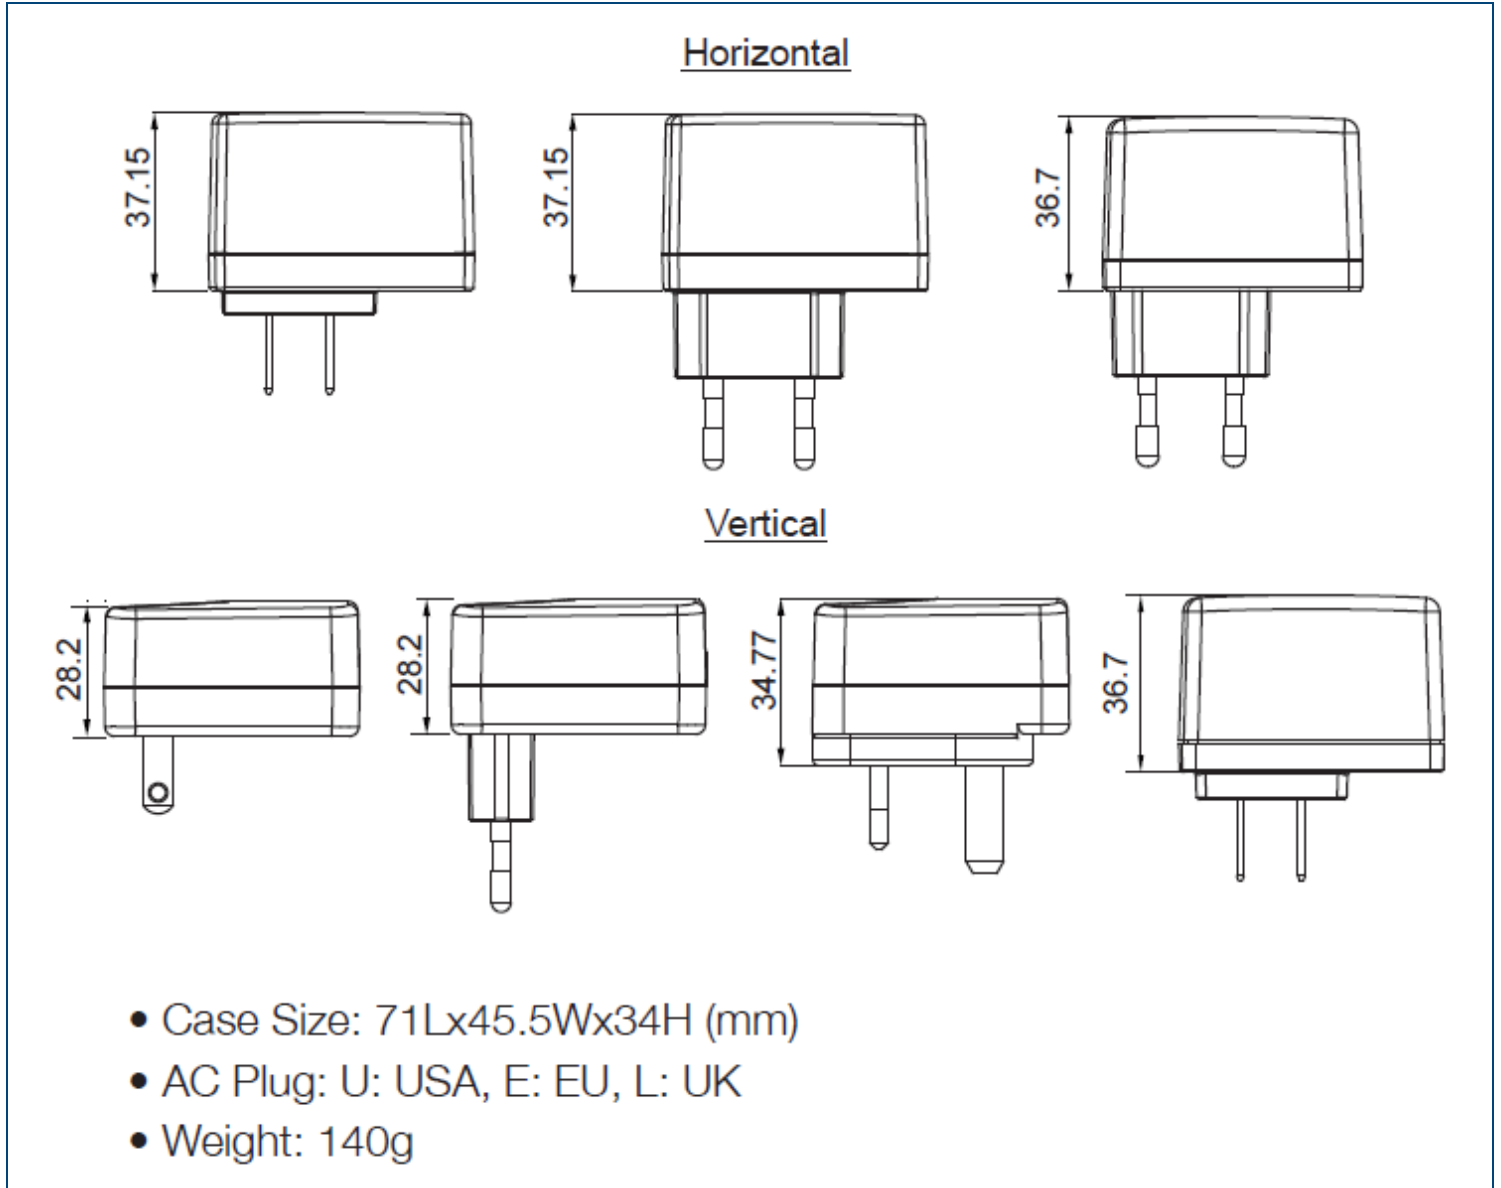 Horizontal
37.15
37.15
36.7
Vertical
28.2
28.2
34.77
36.7
• Case Size: 71Lx45.5Wx34H (mm)
• AC Plug: U: USA, E: EU, L: UK
• Weight: 140g